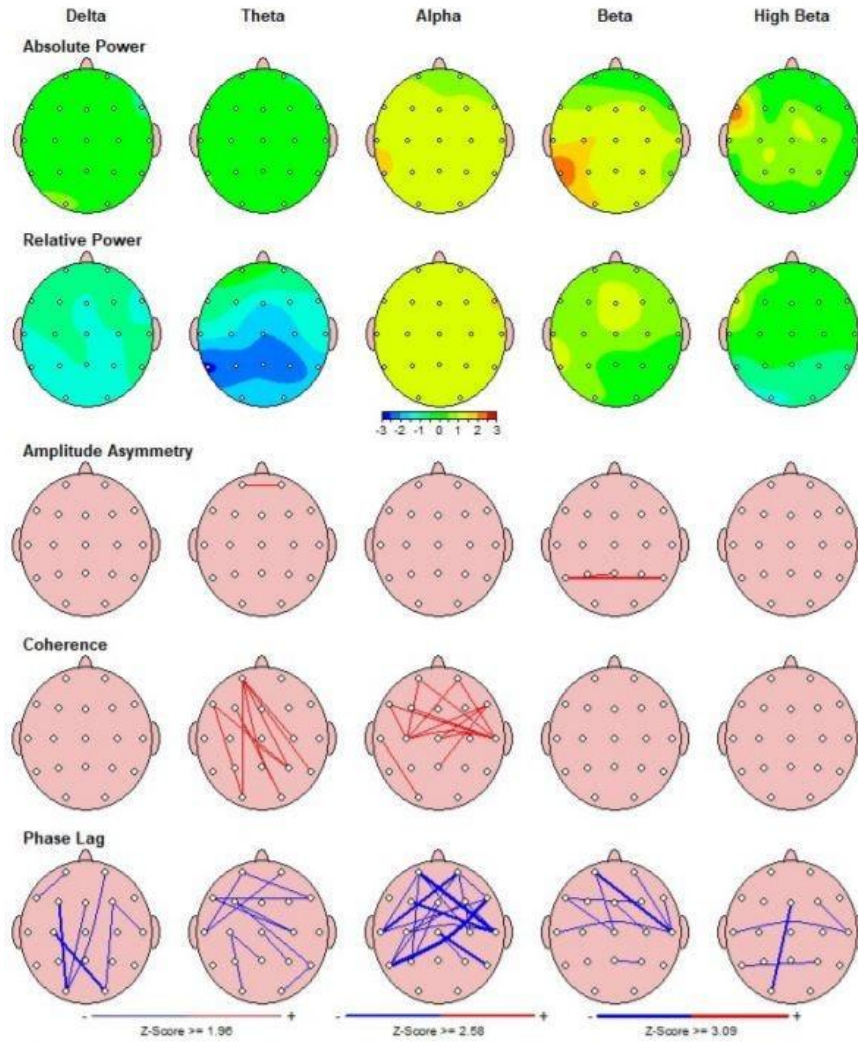 Delta Theta Alpha Beta High Beta
Absolute Power
Relative Power
-3 -2 -1 0 1 2 3
Amplitude Asymmetry
Coherence
Phase Lag
- + - + - +
Z-Score >= 1.96 Z-Score >= 2.58 Z-Score >= 3.09